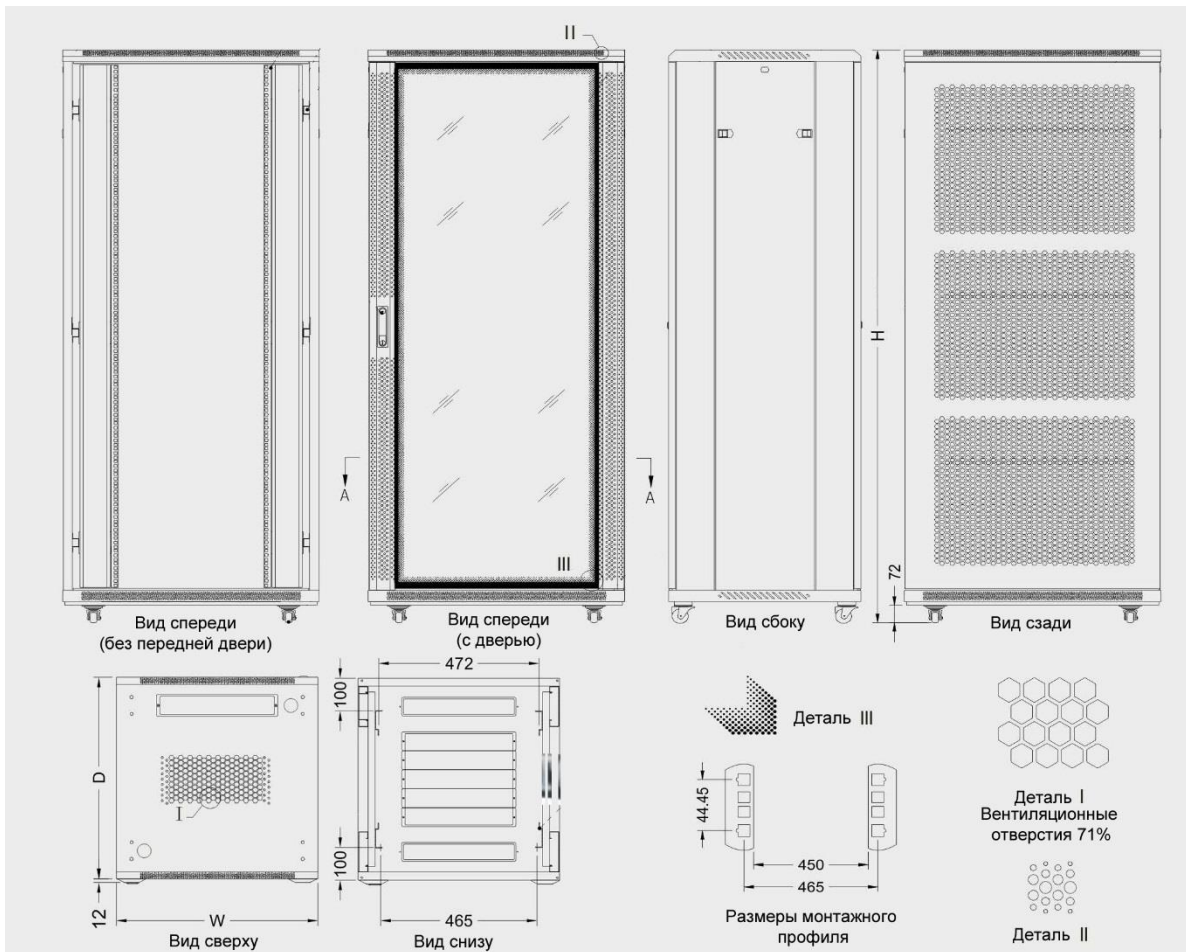 II
H
A
A
III
72
Вид спереди
(без передней двери)
Вид спереди
(с дверью)
Вид сбоку
Вид сзади
472
100
D
I
100
12
W
Вид сверху
465
Вид снизу
Деталь III
44.45
450
465
Размеры монтажного
профиля
Деталь I
Вентиляционные
отверстия 71%
Деталь II